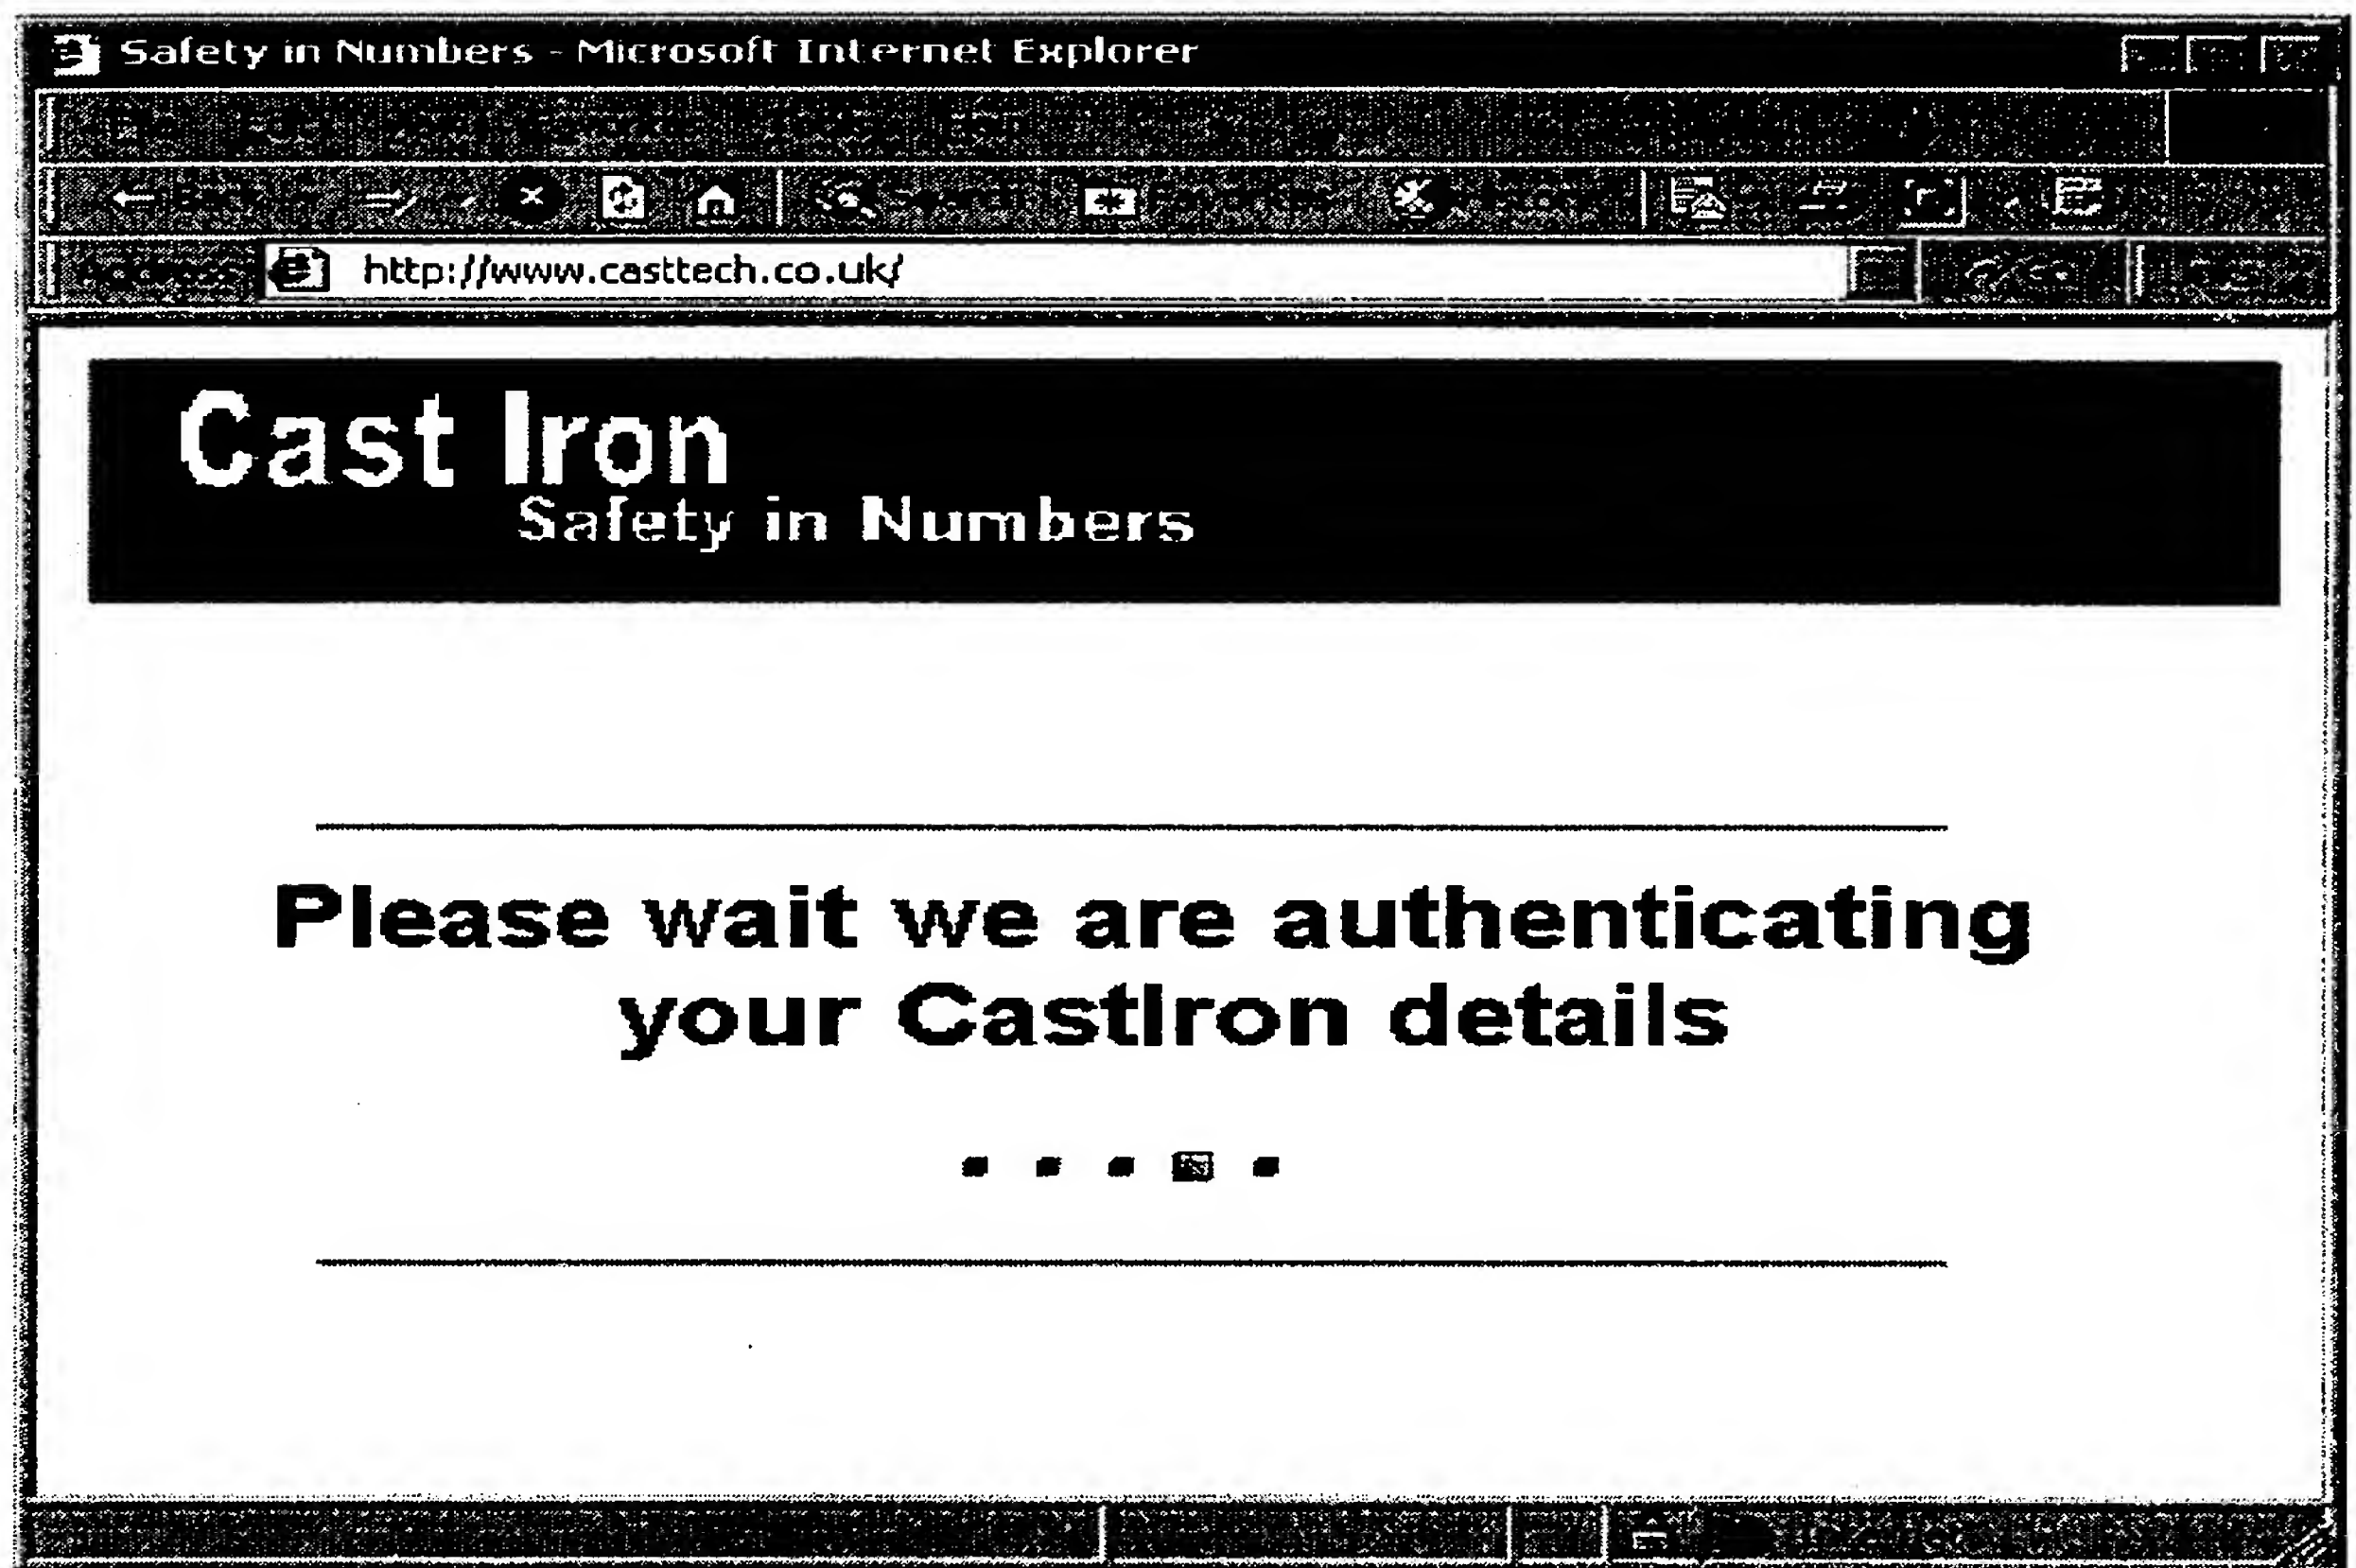 Safety in Numbers - Microsoft Internet Explorer
http://www.casttech.co.uk/
Cast Iron
Safety in Numbers
Please wait we are authenticating
your CastIron details